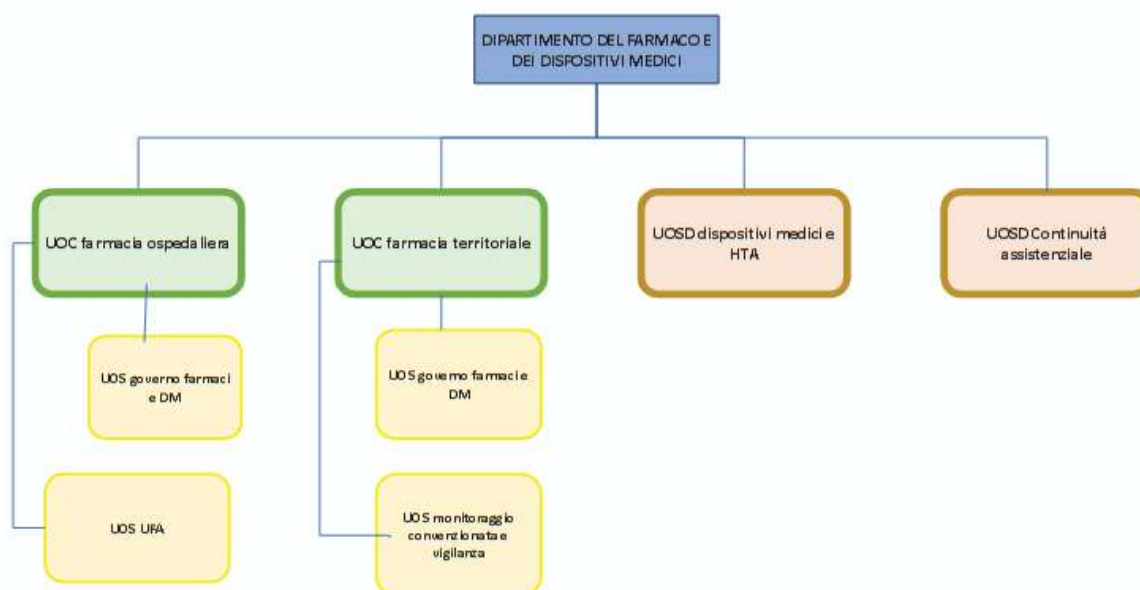 DIPARTIMENTO DEL FARMACO E
DEI DISPOSITIVI MEDICI
UOC farmacia ospedaliera
UOC farmacia territoriale
UOSD dispositivi medici e
HTA
UOSD Continuità
assistenziale
UOS governo farmaci
e DM
UOS governo farmaci e
DM
UOS UFA
UOS monitoraggio
convenzionata e
vigilanza